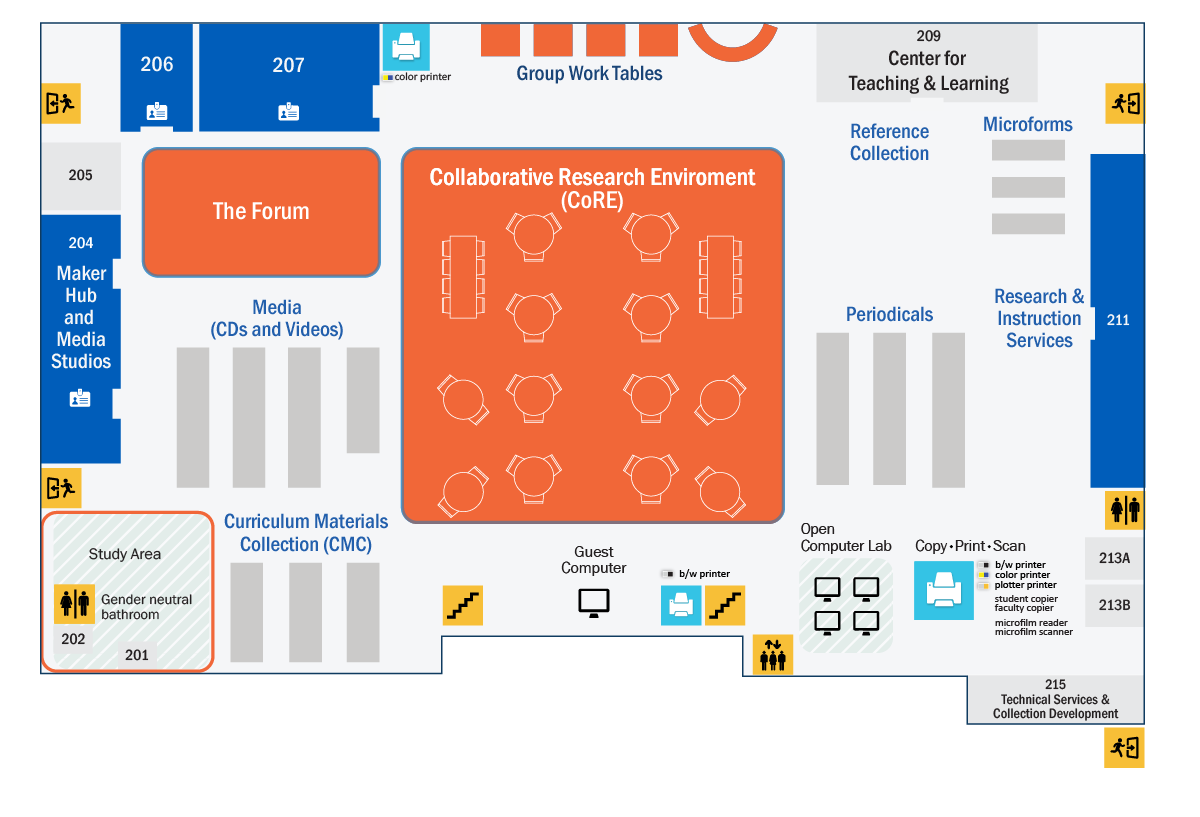 206
207
color printer
Group Work Tables
209
Center for
Teaching & Learning
Reference
Collection
Microforms
205
The Forum
Collaborative Research Enviroment
(CoRE)
204
Maker
Hub
and
Media
Studios
Media
(CDs and Videos)
Periodicals
Research &
Instruction
Services
211
Curriculum Materials
Collection (CMC)
Study Area
Gender neutral
bathroom
202
201
Guest
Computer
b/w printer
Open
Computer Lab
Copy•Print•Scan
b/w printer
color printer
plotter printer
student copier
faculty copier
microfilm reader
microfilm scanner
213A
213B
215
Technical Services &
Collection Development